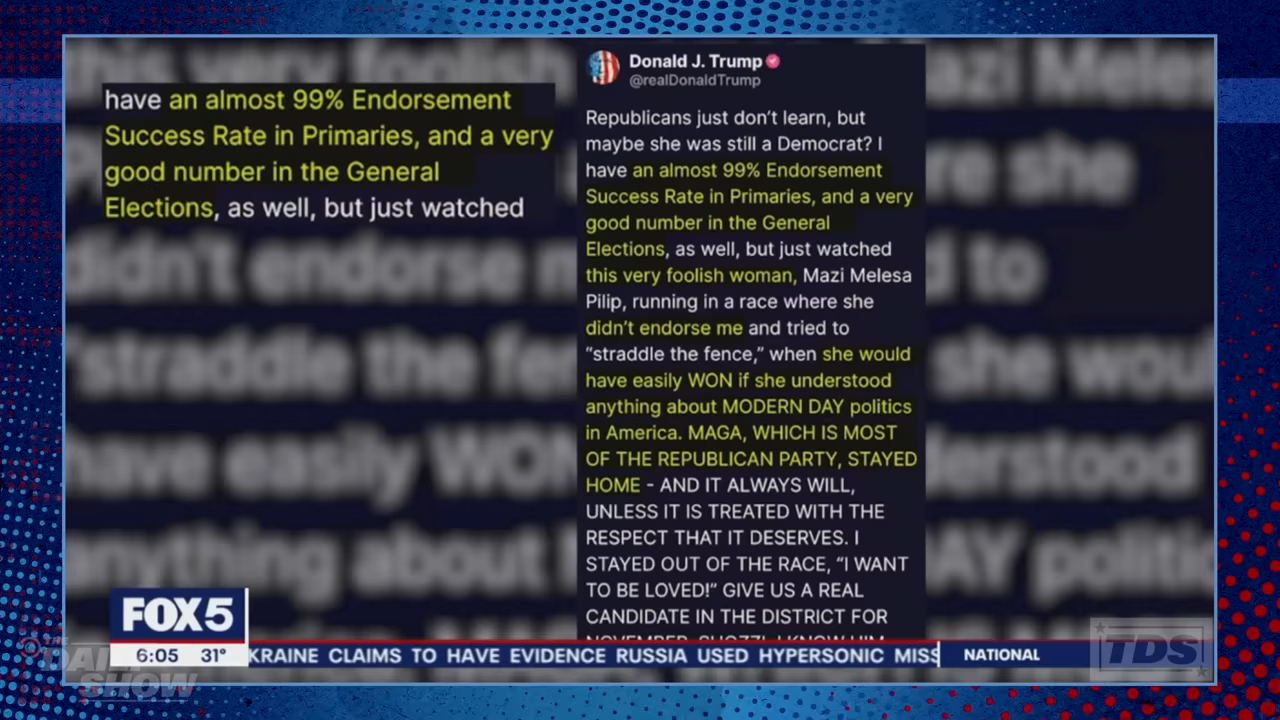 have an almost 99% Endorsement
Success Rate in Primaries, and a very
good number in the General
Elections, as well, but just watched
Donald J. Trump
@realDonaldTrump
Republicans just don't learn, but
maybe she was still a Democrat? I
have an almost 99% Endorsement
Success Rate in Primaries, and a very
good number in the General
Elections, as well, but just watched
this very foolish woman, Mazi Melesa
Pilip, running in a race where she
didn't endorse me and tried to
"straddle the fence," when she would
have easily WON if she understood
anything about MODERN DAY politics
in America. MAGA, WHICH IS MOST
OF THE REPUBLICAN PARTY, STAYED
HOME - AND IT ALWAYS WILL,
UNLESS IT IS TREATED WITH THE
RESPECT THAT IT DESERVES. I
STAYED OUT OF THE RACE, "I WANT
TO BE LOVED!" GIVE US A REAL
CANDIDATE IN THE DISTRICT FOR
NOVEMBER. SUOZZI, I KNOW HIM
FOX5
6:05 31°
KRAINE CLAIMS TO HAVE EVIDENCE RUSSIA USED HYPERSONIC MISS
NATIONAL
THE
DAILY
SHOW
TDS